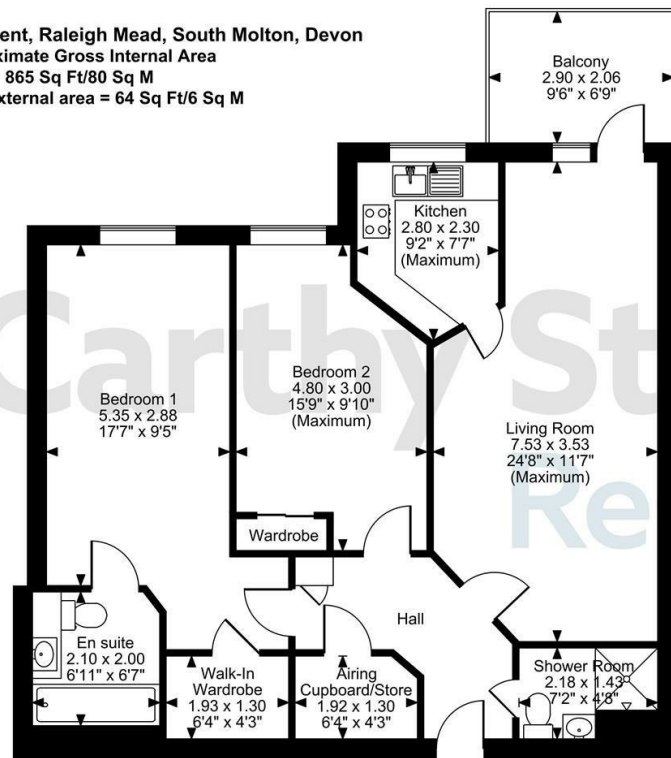 ent, Raleigh Mead, South Molton, Devon
ximate Gross Internal Area
865 Sq Ft/80 Sq M
xternal area = 64 Sq Ft/6 Sq M
Balcony
2.90 x 2.06
9'6" x 6'9"
Kitchen
2.80 x 2.30
9'2" x 7'7"
(Maximum)
Bedroom 2
4.80 x 3.00
15'9" x 9'10"
(Maximum)
Bedroom 1
5.35 x 2.88
17'7" x 9'5"
Living Room
7.53 x 3.53
24'8" x 11'7"
(Maximum)
Carthy St
Re
Wardrobe
Hall
En suite
2.10 x 2.00
6'11" x 6'7"
Walk-In
Wardrobe
1.93 x 1.30
6'4" x 4'3"
Airing
Cupboard/Store
1.92 x 1.30
6'4" x 4'3"
Shower Room
2.18 x 1.43
7'2" x 4'8"